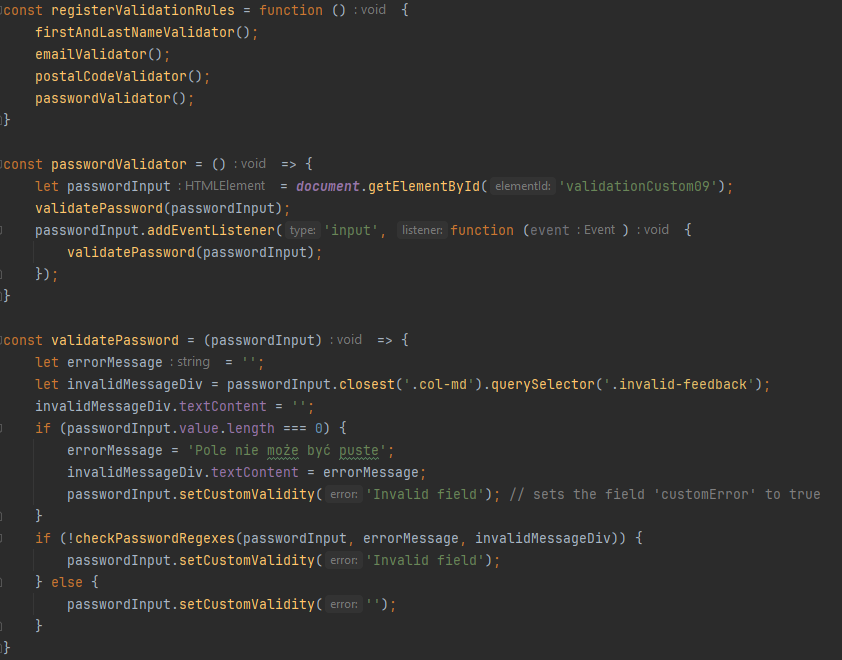 const registerValidationRules = function () : void {
    firstAndLastNameValidator();
    emailValidator();
    postalCodeValidator();
    passwordValidator();
}
const passwordValidator = () : void => {
    let passwordInput : HTMLElement = document.getElementById( elementId: 'validationCustom09');
    validatePassword(passwordInput);
    passwordInput.addEventListener( type: 'input', listener: function (event : Event ) : void {
        validatePassword(passwordInput);
    });
}
const validatePassword = (passwordInput) : void => {
    let errorMessage : string = '';
    let invalidMessageDiv = passwordInput.closest('.col-md').querySelector('.invalid-feedback');
    invalidMessageDiv.textContent = '';
    if (passwordInput.value.length === 0) {
        errorMessage = 'Pole nie może być puste';
        invalidMessageDiv.textContent = errorMessage;
        passwordInput.setCustomValidity( error: 'Invalid field'); // sets the field 'customError' to true
    }
    if (!checkPasswordRegexes(passwordInput, errorMessage, invalidMessageDiv)) {
        passwordInput.setCustomValidity( error: 'Invalid field');
    } else {
        passwordInput.setCustomValidity( error: '');
    }
}